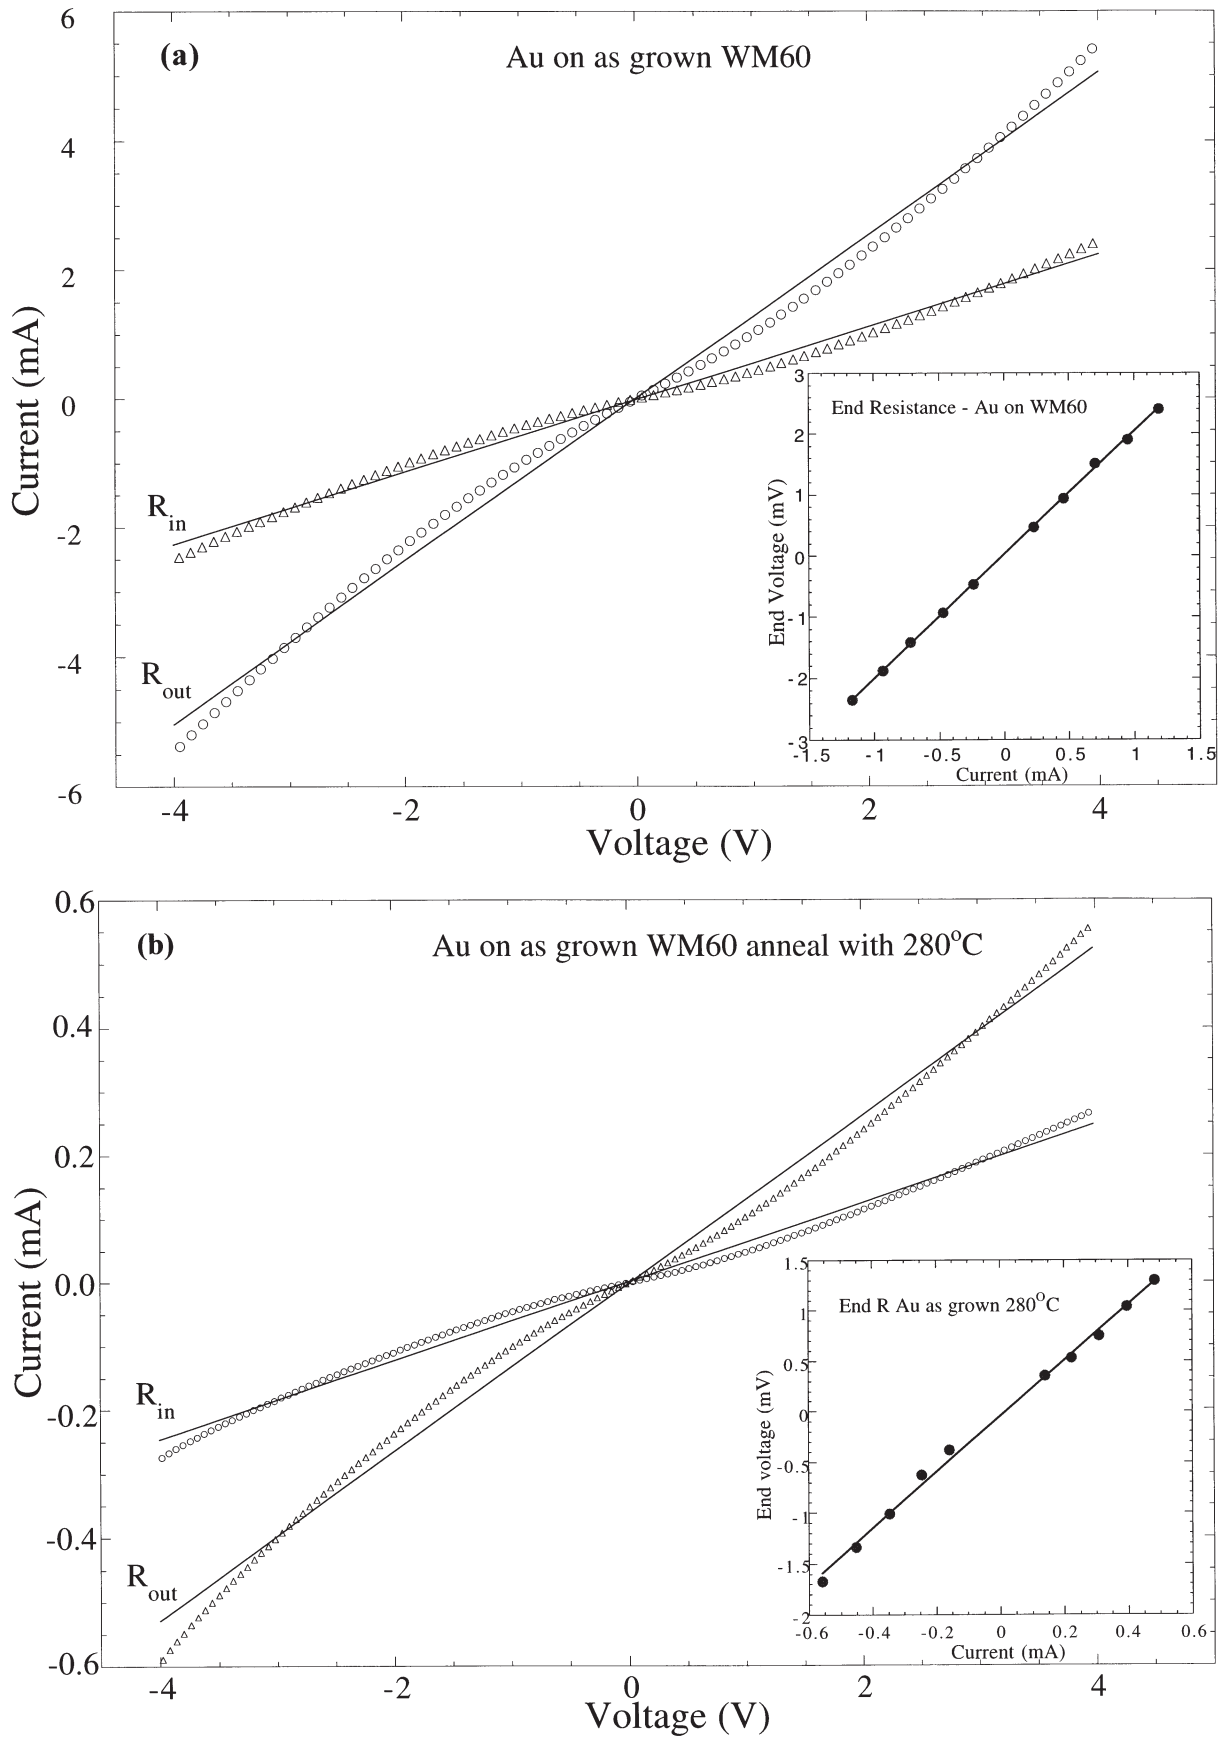 (a)
Au on as grown WM60
6
4
2
0
-2
-4
-6
Current (mA)
R_in
R_out
-4 -2 0 2 4
Voltage (V)
End Resistance - Au on WM60
3
2
1
0
-1
-2
-3
End Voltage (mV)
-1.5 -1 -0.5 0 0.5 1 1.5
Current (mA)
(b)
Au on as grown WM60 anneal with 280°C
0.6
0.4
0.2
0.0
-0.2
-0.4
-0.6
Current (mA)
R_in
R_out
-4 -2 0 2 4
Voltage (V)
End R Au as grown 280°C
1.5
1
0.5
0
-0.5
-1
-1.5
-2
End voltage (mV)
-0.6 -0.4 -0.2 0 0.2 0.4 0.6
Current (mA)